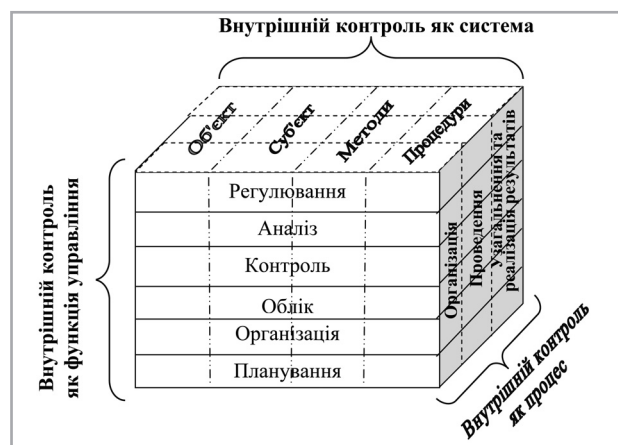 Внутрішній контроль як система
Об'єкт
Суб'єкт
Методи
Процедури
Внутрішній контроль
як функція управління
Регулювання
Аналіз
Контроль
Облік
Організація
Планування
Організація
Проведення
Узагальнення та
реалізація результатів
Внутрішній контроль
як процес